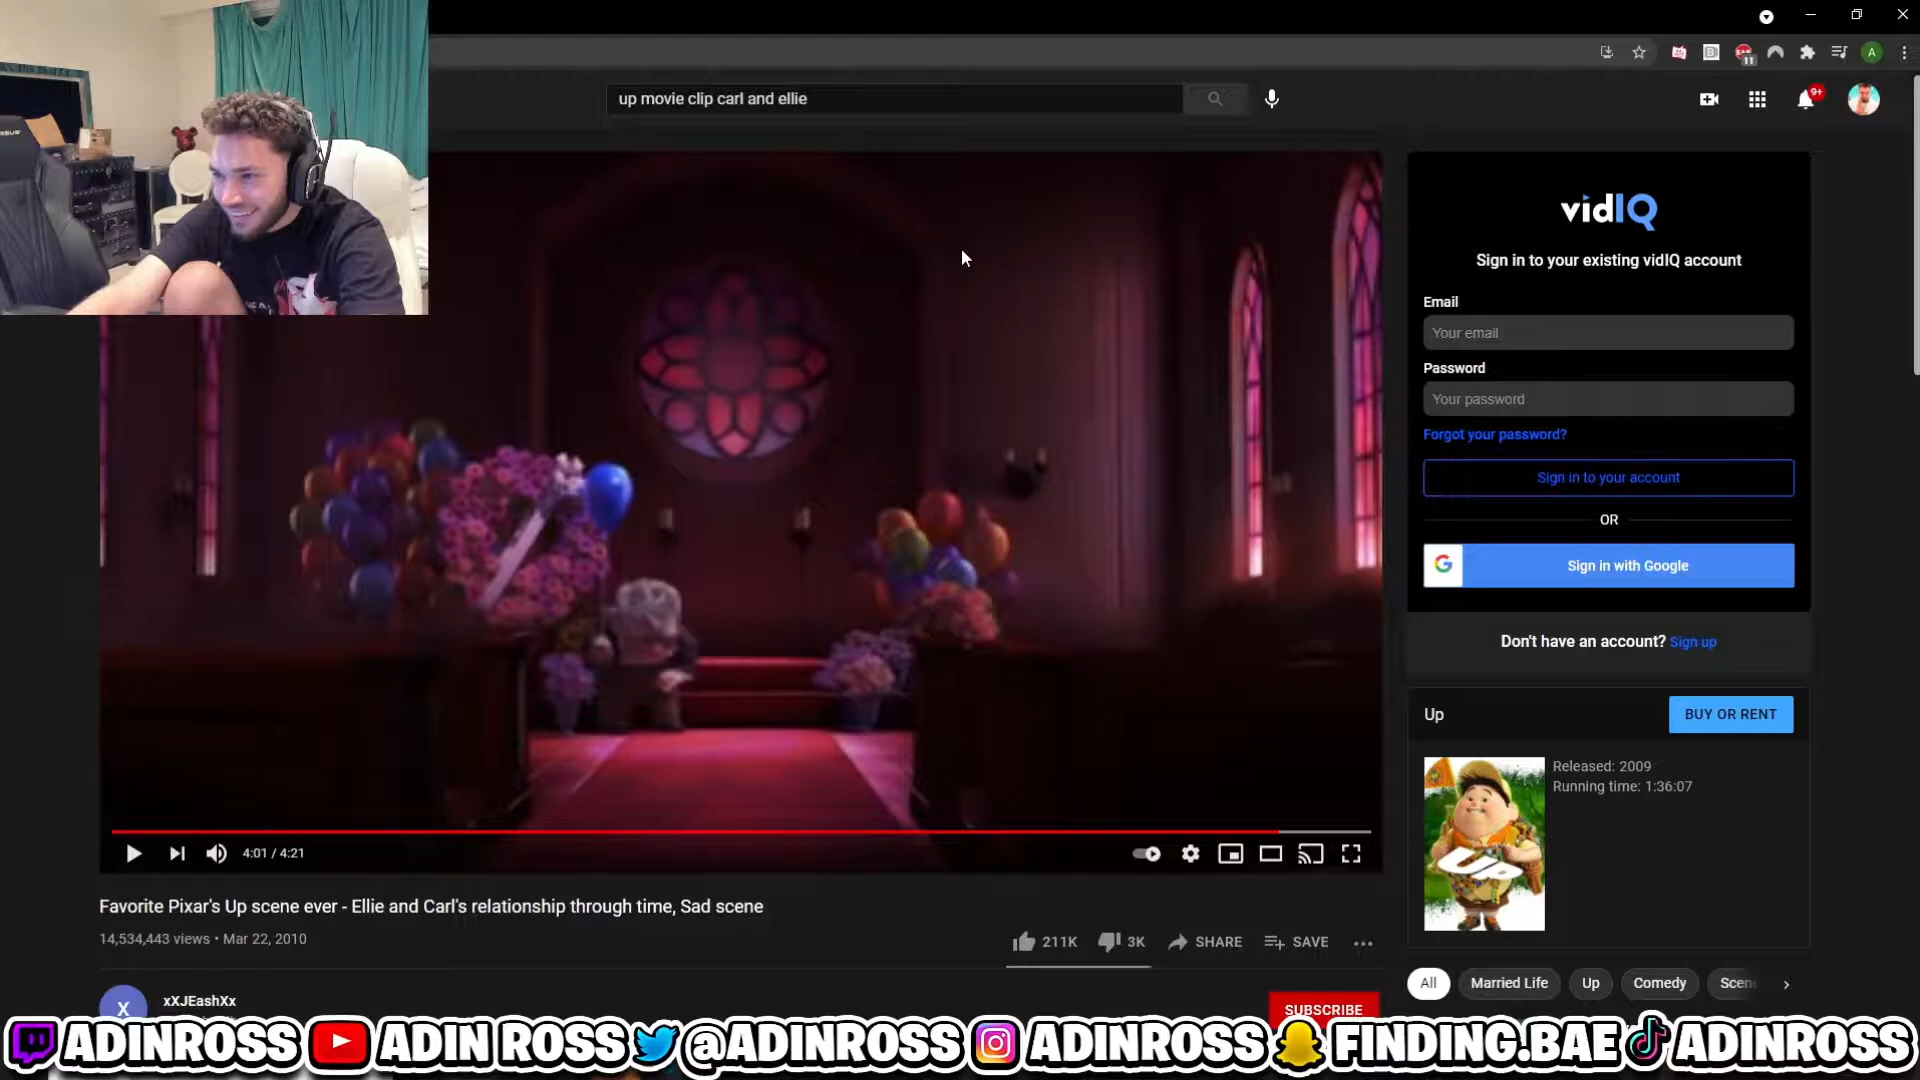 up movie clip carl and ellie
11
A
9+
vidIQ
Sign in to your existing vidIQ account
Email
Your email
Password
Your password
Forgot your password?
Sign in to your account
OR
Sign in with Google
Don't have an account? Sign up
Up
BUY OR RENT
Released: 2009
Running time: 1:36:07
UP
4:01 / 4:21
Favorite Pixar's Up scene ever - Ellie and Carl's relationship through time, Sad scene
14,534,443 views • Mar 22, 2010
211K
3K
SHARE
SAVE
All
Married Life
Up
Comedy
Scene
X
xXJEashXx
SUBSCRIBE
ADINROSS
ADIN ROSS
@ADINROSS
ADINROSS
FINDING.BAE
ADINROSS